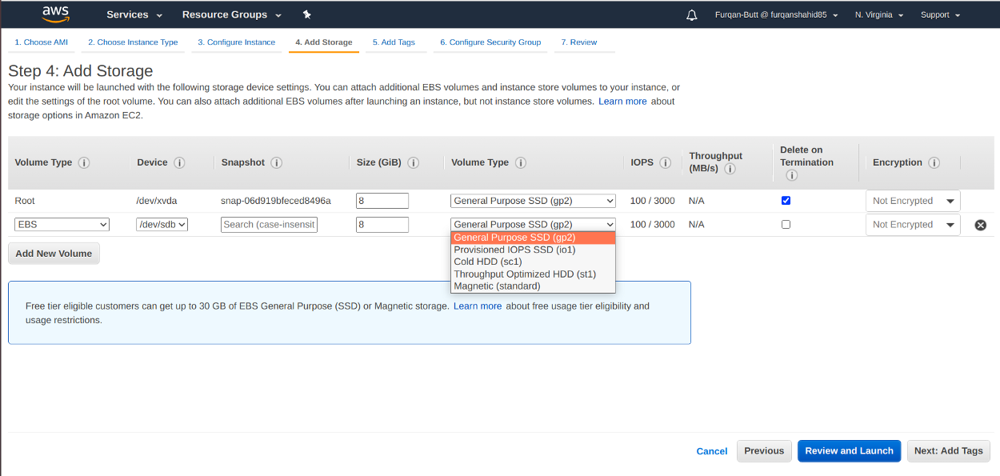 aws Services Resource Groups Furqan-Butt @ furqanshahid85 N. Virginia Support
1. Choose AMI 2. Choose Instance Type 3. Configure Instance 4. Add Storage 5. Add Tags 6. Configure Security Group 7. Review
Step 4: Add Storage
Your instance will be launched with the following storage device settings. You can attach additional EBS volumes and instance store volumes to your instance, or
edit the settings of the root volume. You can also attach additional EBS volumes after launching an instance, but not instance store volumes. Learn more about
storage options in Amazon EC2.
Volume Type i Device i Snapshot i Size (GiB) i Volume Type i IOPS i Throughput
(MB/s) i Delete on
Termination
i Encryption i
Root /dev/xvda snap-06d919bfeced8496a 8 General Purpose SSD (gp2) 100 / 3000 N/A Not Encrypted
EBS /dev/sdb Search (case-insensit 8 General Purpose SSD (gp2) 100 / 3000 N/A Not Encrypted
General Purpose SSD (gp2)
Provisioned IOPS SSD (io1)
Cold HDD (sc1)
Throughput Optimized HDD (st1)
Magnetic (standard)
Add New Volume
Free tier eligible customers can get up to 30 GB of EBS General Purpose (SSD) or Magnetic storage. Learn more about free usage tier eligibility and
usage restrictions.
Cancel Previous Review and Launch Next: Add Tags